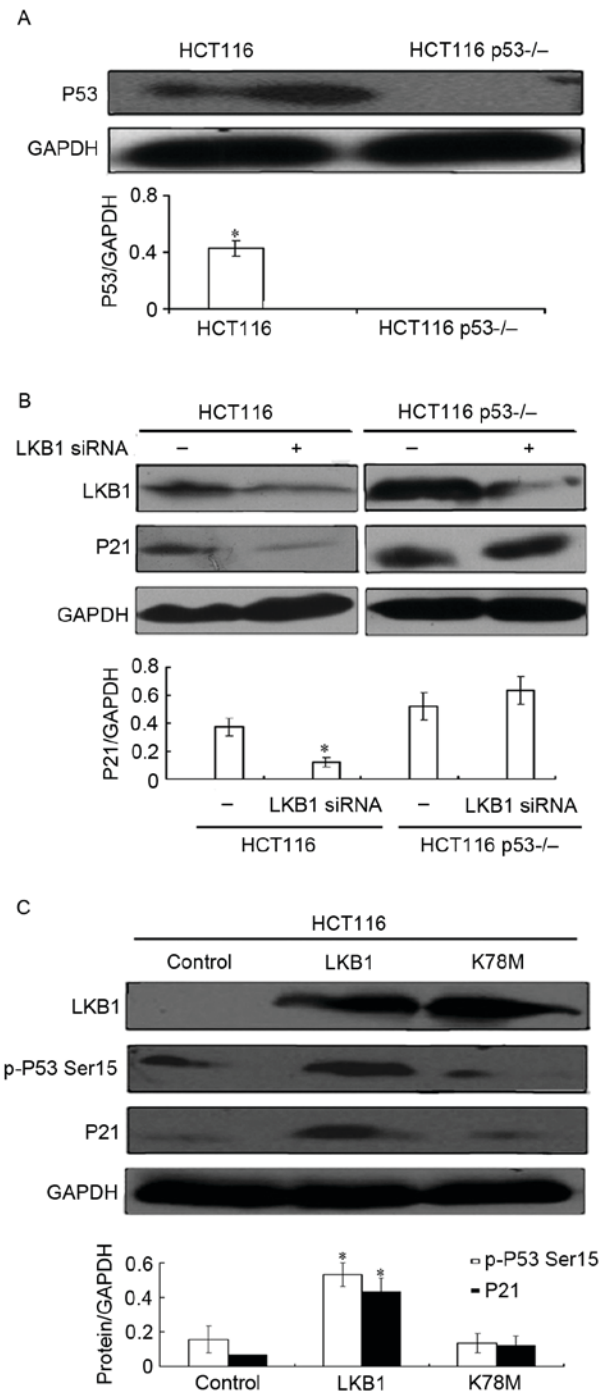 A
HCT116 HCT116 p53-/–
P53
GAPDH
P53/GAPDH
0.8
0.4
0
*
HCT116 HCT116 p53-/–
B
HCT116 HCT116 p53-/–
LKB1 siRNA – + – +
LKB1
P21
GAPDH
P21/GAPDH
0.8
0.6
0.4
0.2
0
*
– LKB1 siRNA – LKB1 siRNA
HCT116 HCT116 p53-/–
C
HCT116
Control LKB1 K78M
LKB1
p-P53 Ser15
P21
GAPDH
Protein/GAPDH
0.6
0.4
0.2
0
* *
p-P53 Ser15
P21
Control LKB1 K78M